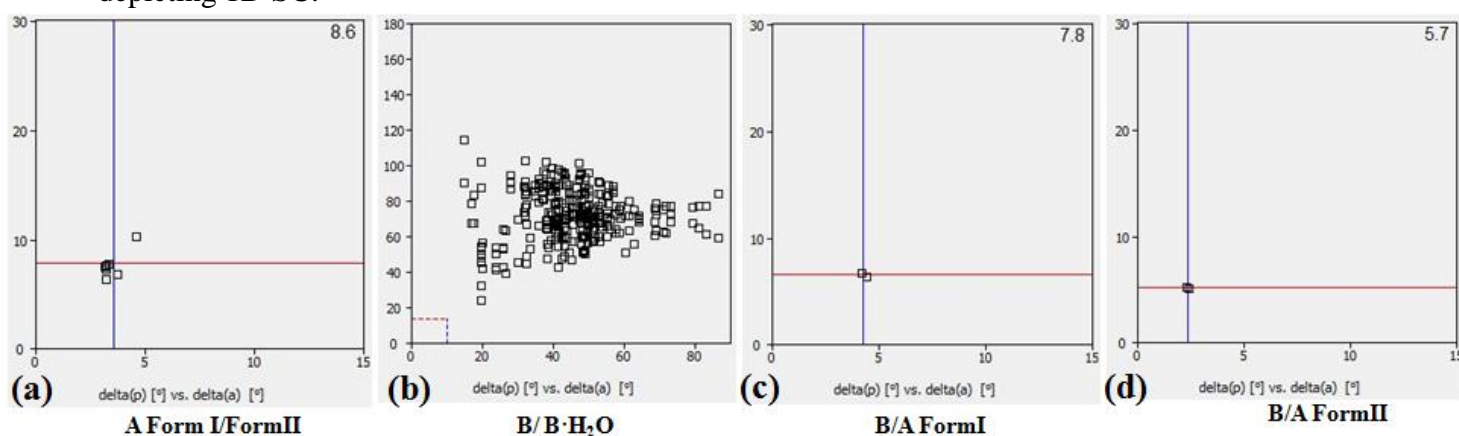 depicting 1D-SC.
30
20
10
0
0 5 10 15
8.6
delta(p) [°] vs. delta(a) [°]
(a)
A Form I/FormII
180
160
140
120
100
80
60
40
20
0
0 20 40 60 80
delta(p) [°] vs. delta(a) [°]
(b)
B/ B·H₂O
30
20
10
0
0 5 10 15
7.8
delta(p) [°] vs. delta(a) [°]
(c)
B/A FormI
30
20
10
0
0 5 10 15
5.7
delta(p) [°] vs. delta(a) [°]
(d)
B/A FormII